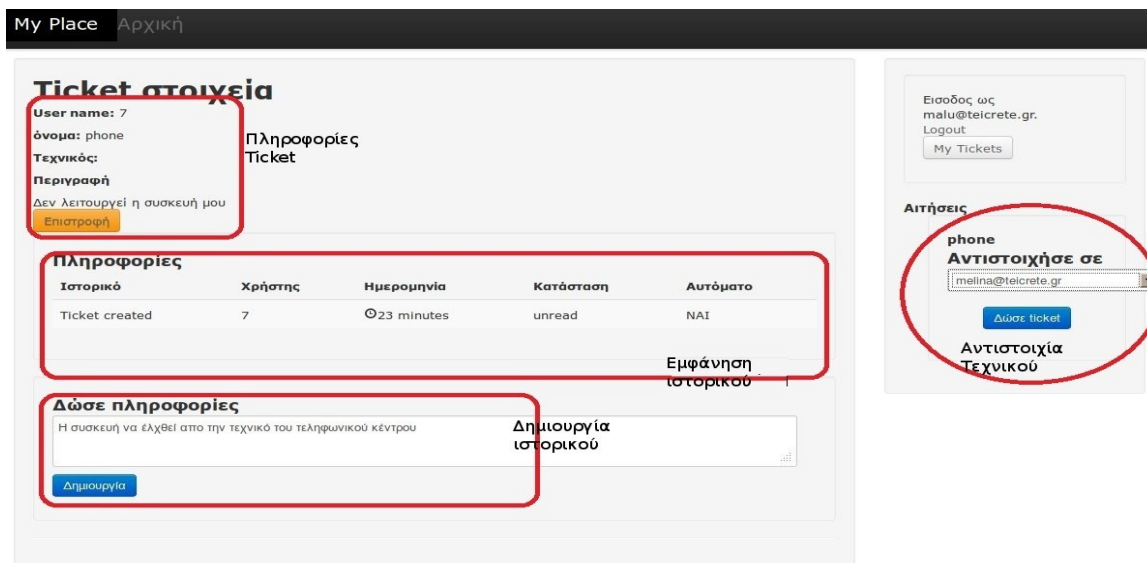 My Place Αρχική
Ticket στοιχεία
User name: 7
όνομα: phone
Τεχνικός:
Περιγραφή
Δεν λειτουργεί η συσκευή μου
Επιστροφή
Πληροφορίες
Ticket
Πληροφορίες
Ιστορικό Χρήστης Ημερομηνία Κατάσταση Αυτόματο
Ticket created 7 23 minutes unread ΝΑΙ
Εμφάνηση
ιστορικού
Δώσε πληροφορίες
Η συσκευή να έλχθεί απο την τεχνικό του τεληφωνικού κέντρου
Δημιουργία
ιστορικού
Δημιουργία
Εισοδος ως
malu@teicrete.gr.
Logout
My Tickets
Αιτήσεις
phone
Αντιστοιχήσε σε
melina@teicrete.gr
Δώσε ticket
Αντιστοιχία
Τεχνικού